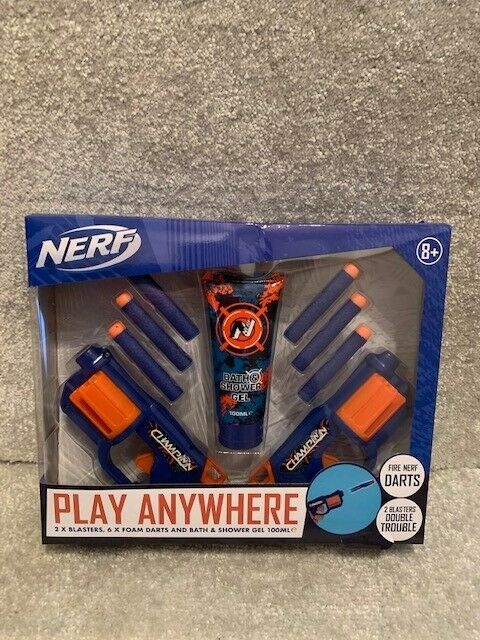 NERF
8+
BATH &
SHOWER
GEL
100ML ℮
CHAMPION
CHAMPION
FIRE NERF
DARTS
PLAY ANYWHERE
2 X BLASTERS, 6 X FOAM DARTS AND BATH & SHOWER GEL 100ML ℮
2 BLASTERS
DOUBLE
TROUBLE